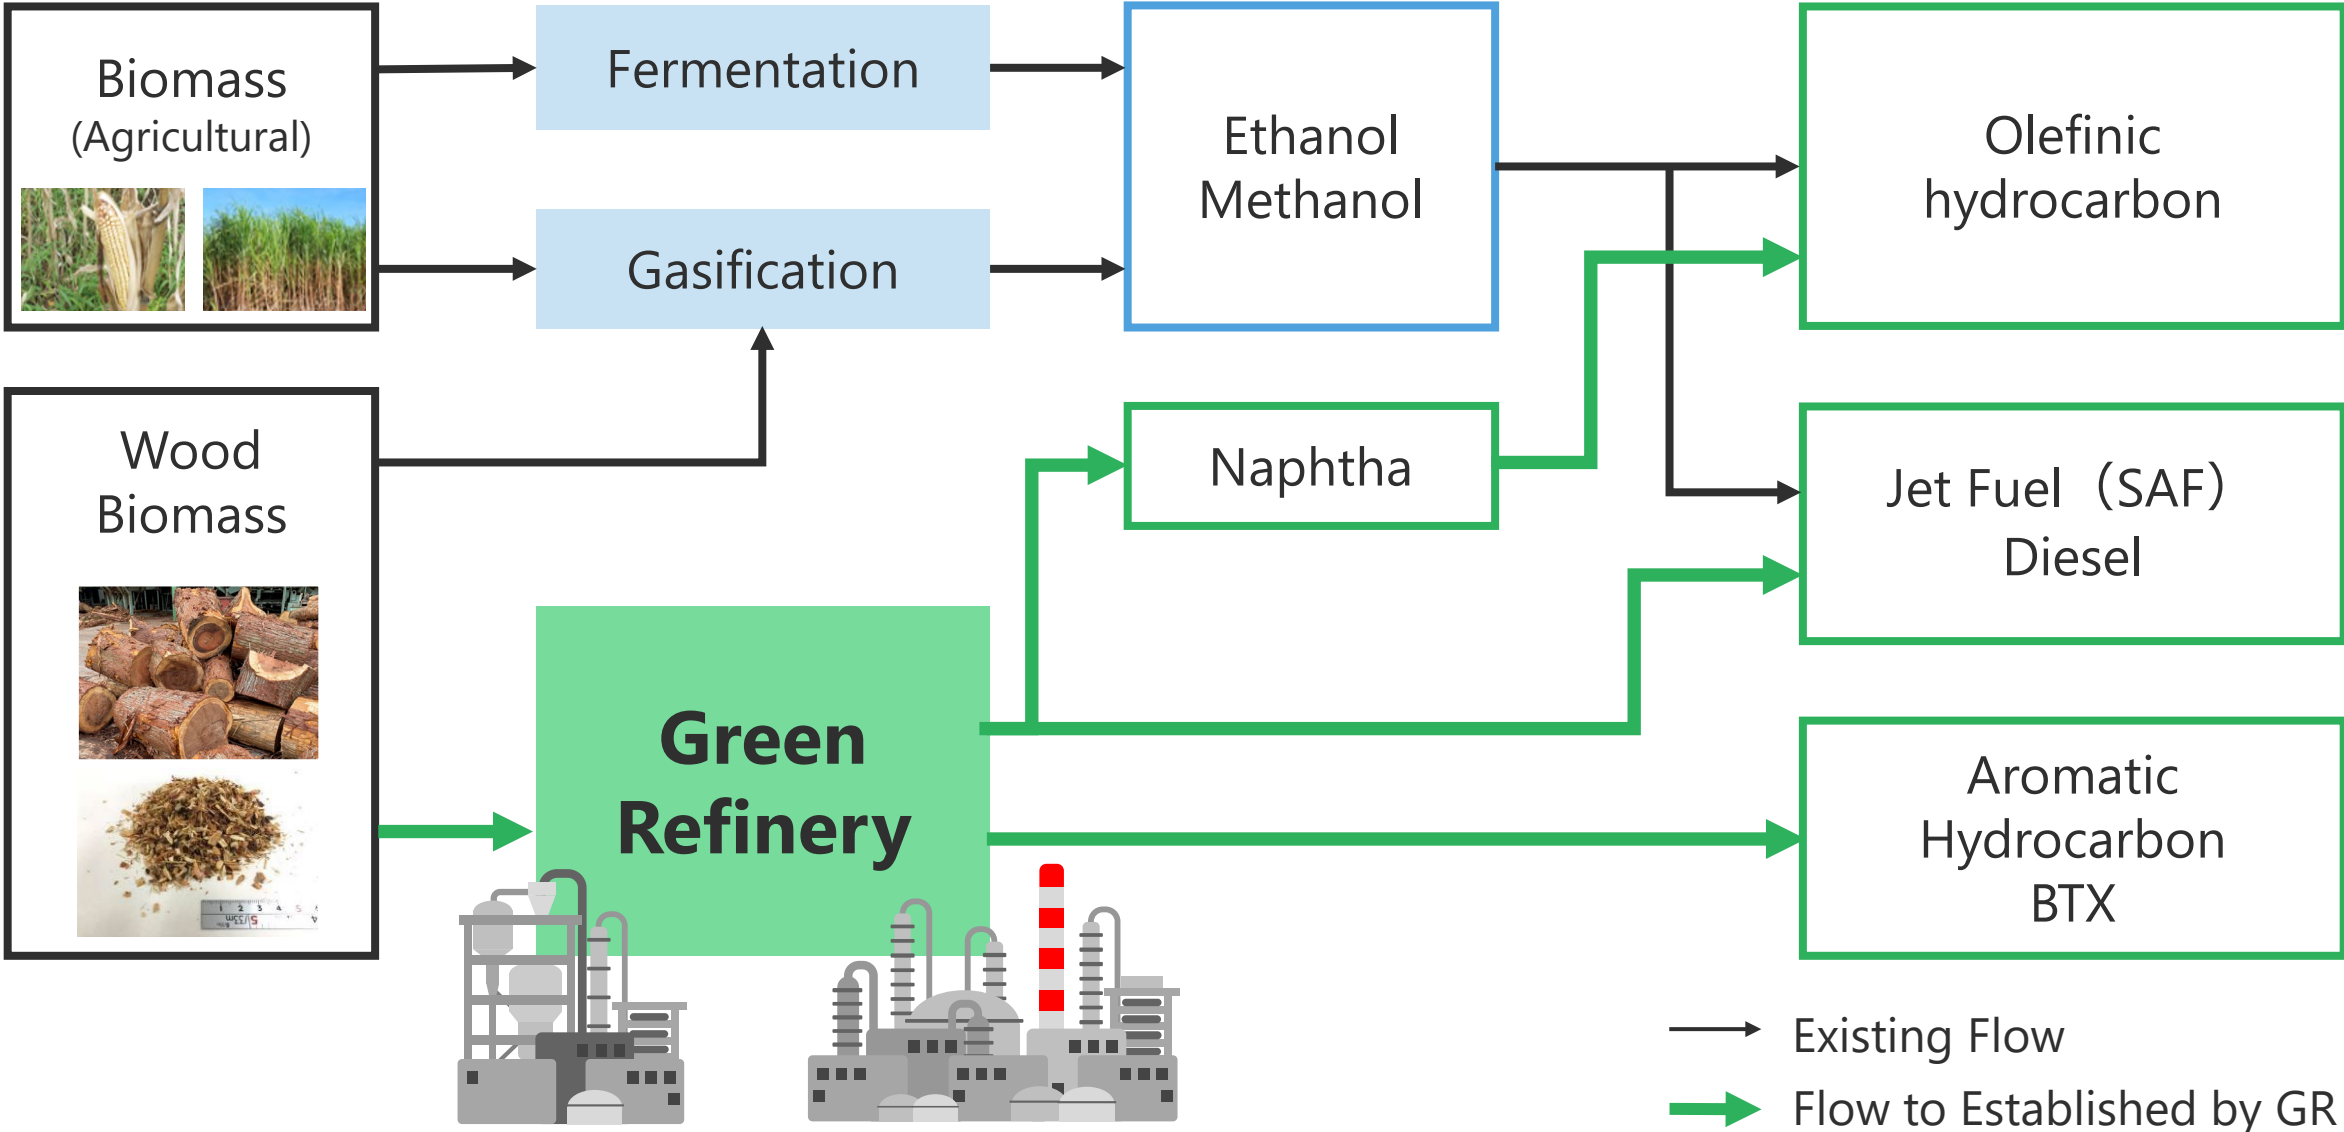 Biomass
(Agricultural)
Fermentation
Gasification
Ethanol
Methanol
Olefinic
hydrocarbon
Wood
Biomass
Naphtha
Jet Fuel（SAF）
Diesel
Green
Refinery
Aromatic
Hydrocarbon
BTX
Existing Flow
Flow to Established by GR